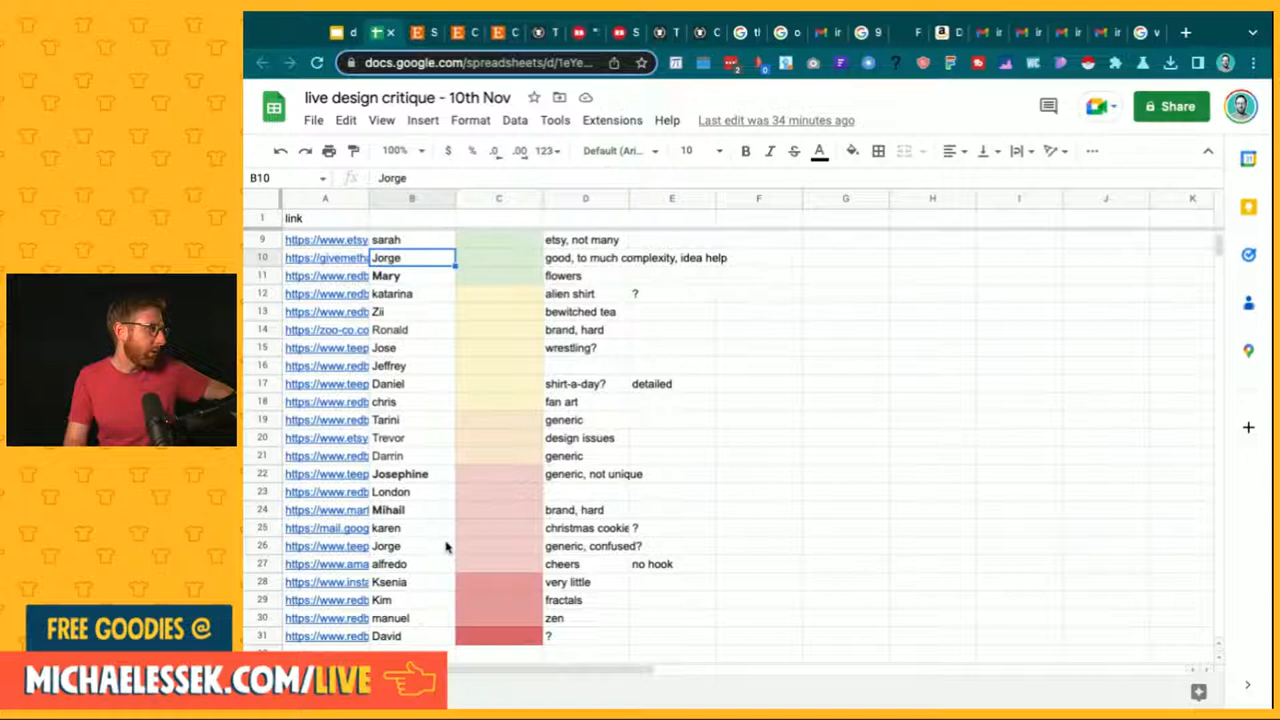 docs.google.com/spreadsheets/d/1eYe...
live design critique - 10th Nov
Share
File Edit View Insert Format Data Tools Extensions Help Last edit was 34 minutes ago
100% $ % .0 .00 123 Default (Ari... 10 B I S A
B10 fx Jorge
A B C D E F G H I J K
1 link
9 https://www.etsy sarah etsy, not many
10 https://givemeth Jorge good, to much complexity, idea help
11 https://www.redb Mary flowers
12 https://www.redb katarina alien shirt ?
13 https://www.redb Zii bewitched tea
14 https://zoo-co.co Ronald brand, hard
15 https://www.teep Jose wrestling?
16 https://www.redb Jeffrey
17 https://www.teep Daniel shirt-a-day? detailed
18 https://www.redb chris fan art
19 https://www.redb Tarini generic
20 https://www.etsy Trevor design issues
21 https://www.redb Darrin generic
22 https://www.teep Josephine generic, not unique
23 https://www.redb London
24 https://www.mar Mihail brand, hard
25 https://mail.goog karen christmas cookie ?
26 https://www.teep Jorge generic, confused?
27 https://www.ama alfredo cheers no hook
28 https://www.insta Ksenia very little
29 https://www.redb Kim fractals
30 https://www.redb manuel zen
31 https://www.redb David ?
FREE GOODIES @
MICHAELESSEK.COM/LIVE